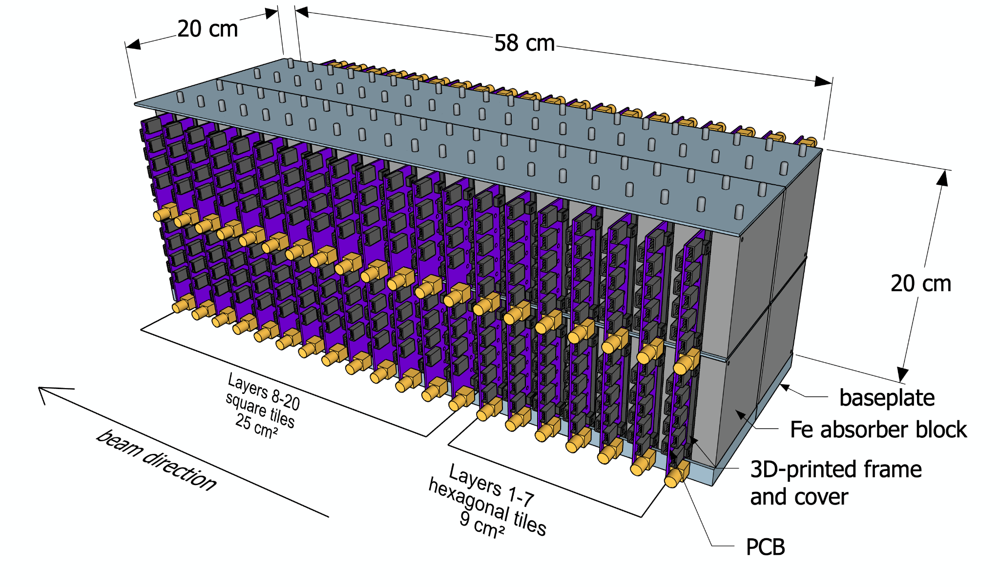 20 cm
58 cm
20 cm
baseplate
Fe absorber block
3D-printed frame
and cover
PCB
Layers 8-20
square tiles
25 cm²
Layers 1-7
hexagonal tiles
9 cm²
beam direction